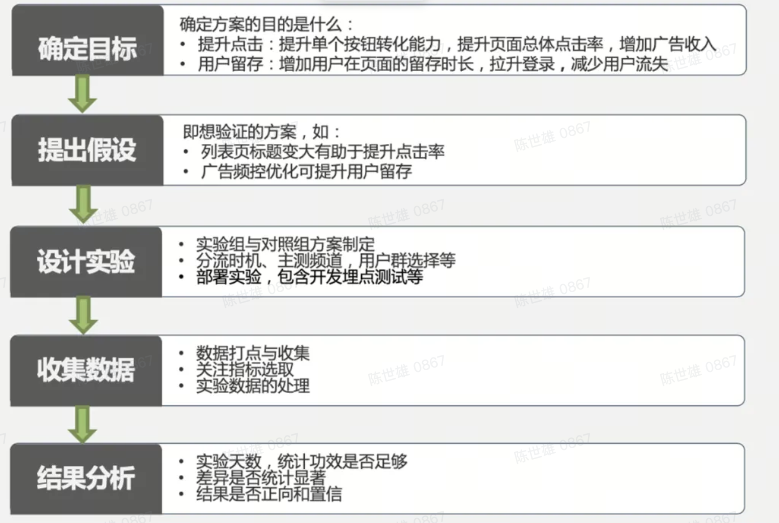 确定目标
确定方案的目的是什么：
• 提升点击：提升单个按钮转化能力，提升页面总体点击率，增加广告收入
• 用户留存：增加用户在页面的留存时长，拉升登录，减少用户流失
提出假设
即想验证的方案，如：
• 列表页标题变大有助于提升点击率
• 广告频控优化可提升用户留存
设计实验
• 实验组与对照组方案制定
• 分流时机、主测频道，用户群选择等
• 部署实验，包含开发埋点测试等
收集数据
• 数据打点与收集
• 关注指标选取
• 实验数据的处理
结果分析
• 实验天数，统计功效是否足够
• 差异是否统计显著
• 结果是否正向和置信
陈世雄 0867